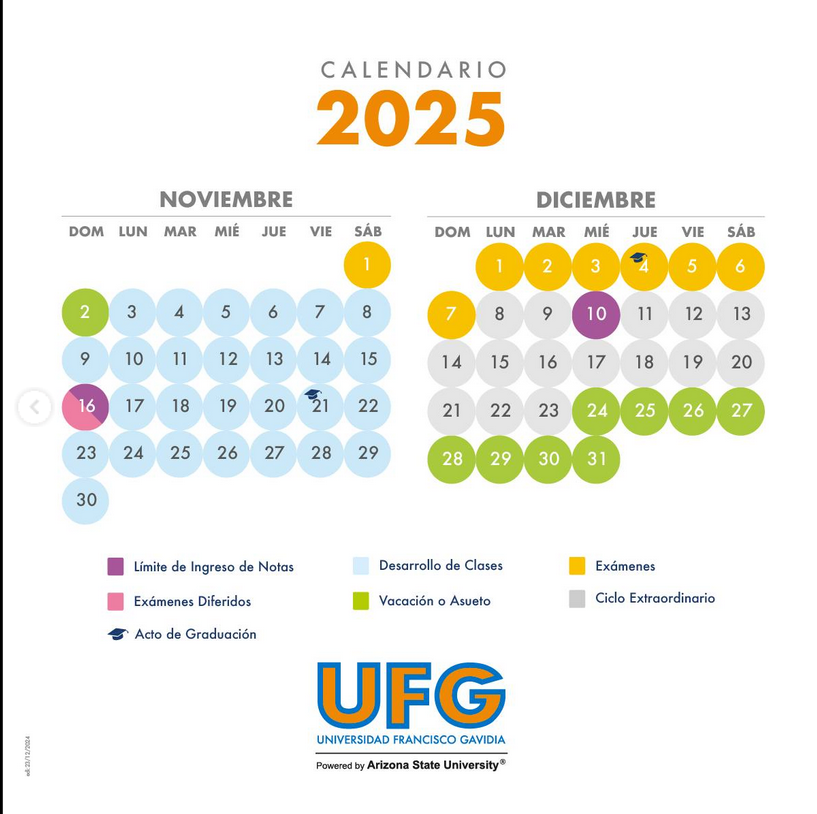 CALENDARIO
2025
NOVIEMBRE
DOM LUN MAR MIÉ JUE VIE SÁB
1
2 3 4 5 6 7 8
9 10 11 12 13 14 15
16 17 18 19 20 21 22
23 24 25 26 27 28 29
30
DICIEMBRE
DOM LUN MAR MIÉ JUE VIE SÁB
1 2 3 4 5 6
7 8 9 10 11 12 13
14 15 16 17 18 19 20
21 22 23 24 25 26 27
28 29 30 31
Límite de Ingreso de Notas
Desarrollo de Clases
Exámenes
Exámenes Diferidos
Vacación o Asueto
Ciclo Extraordinario
Acto de Graduación
UFG
UNIVERSIDAD FRANCISCO GAVIDIA
Powered by Arizona State University®
23/12/2024